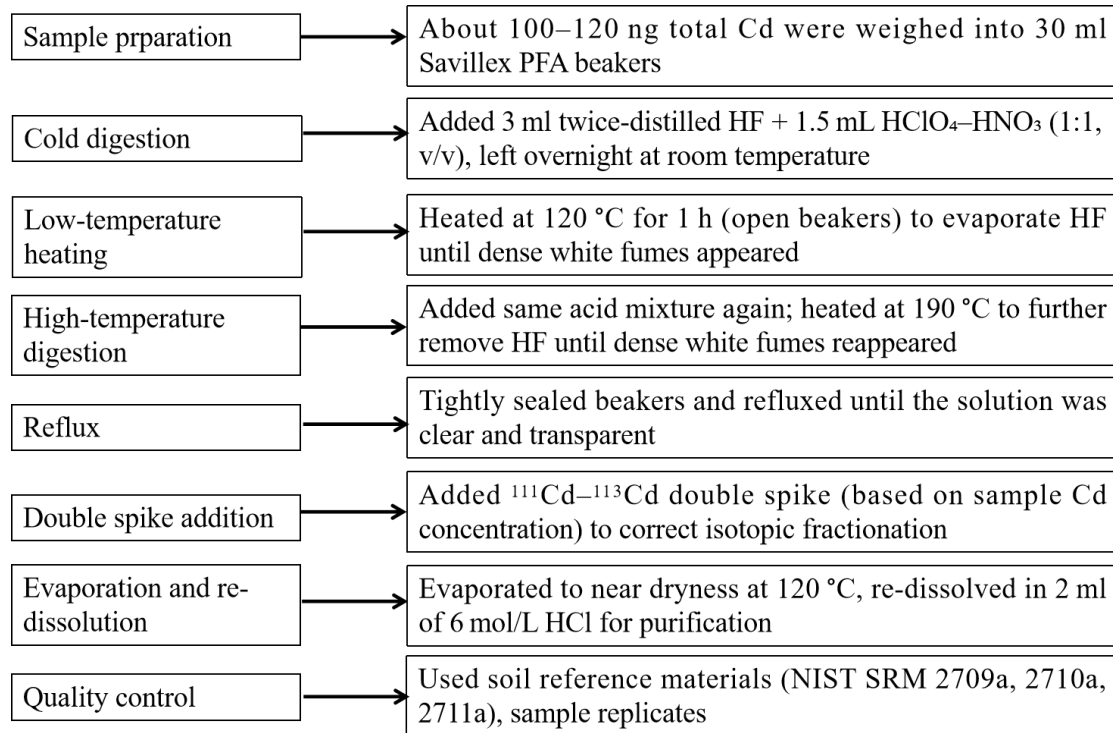 Sample prparation
About 100–120 ng total Cd were weighed into 30 ml
Savillex PFA beakers
Cold digestion
Added 3 ml twice-distilled HF + 1.5 mL HClO₄–HNO₃ (1:1,
v/v), left overnight at room temperature
Low-temperature
heating
Heated at 120 °C for 1 h (open beakers) to evaporate HF
until dense white fumes appeared
High-temperature
digestion
Added same acid mixture again; heated at 190 °C to further
remove HF until dense white fumes reappeared
Reflux
Tightly sealed beakers and refluxed until the solution was
clear and transparent
Double spike addition
Added ¹¹¹Cd–¹¹³Cd double spike (based on sample Cd
concentration) to correct isotopic fractionation
Evaporation and re-
dissolution
Evaporated to near dryness at 120 °C, re-dissolved in 2 ml
of 6 mol/L HCl for purification
Quality control
Used soil reference materials (NIST SRM 2709a, 2710a,
2711a), sample replicates